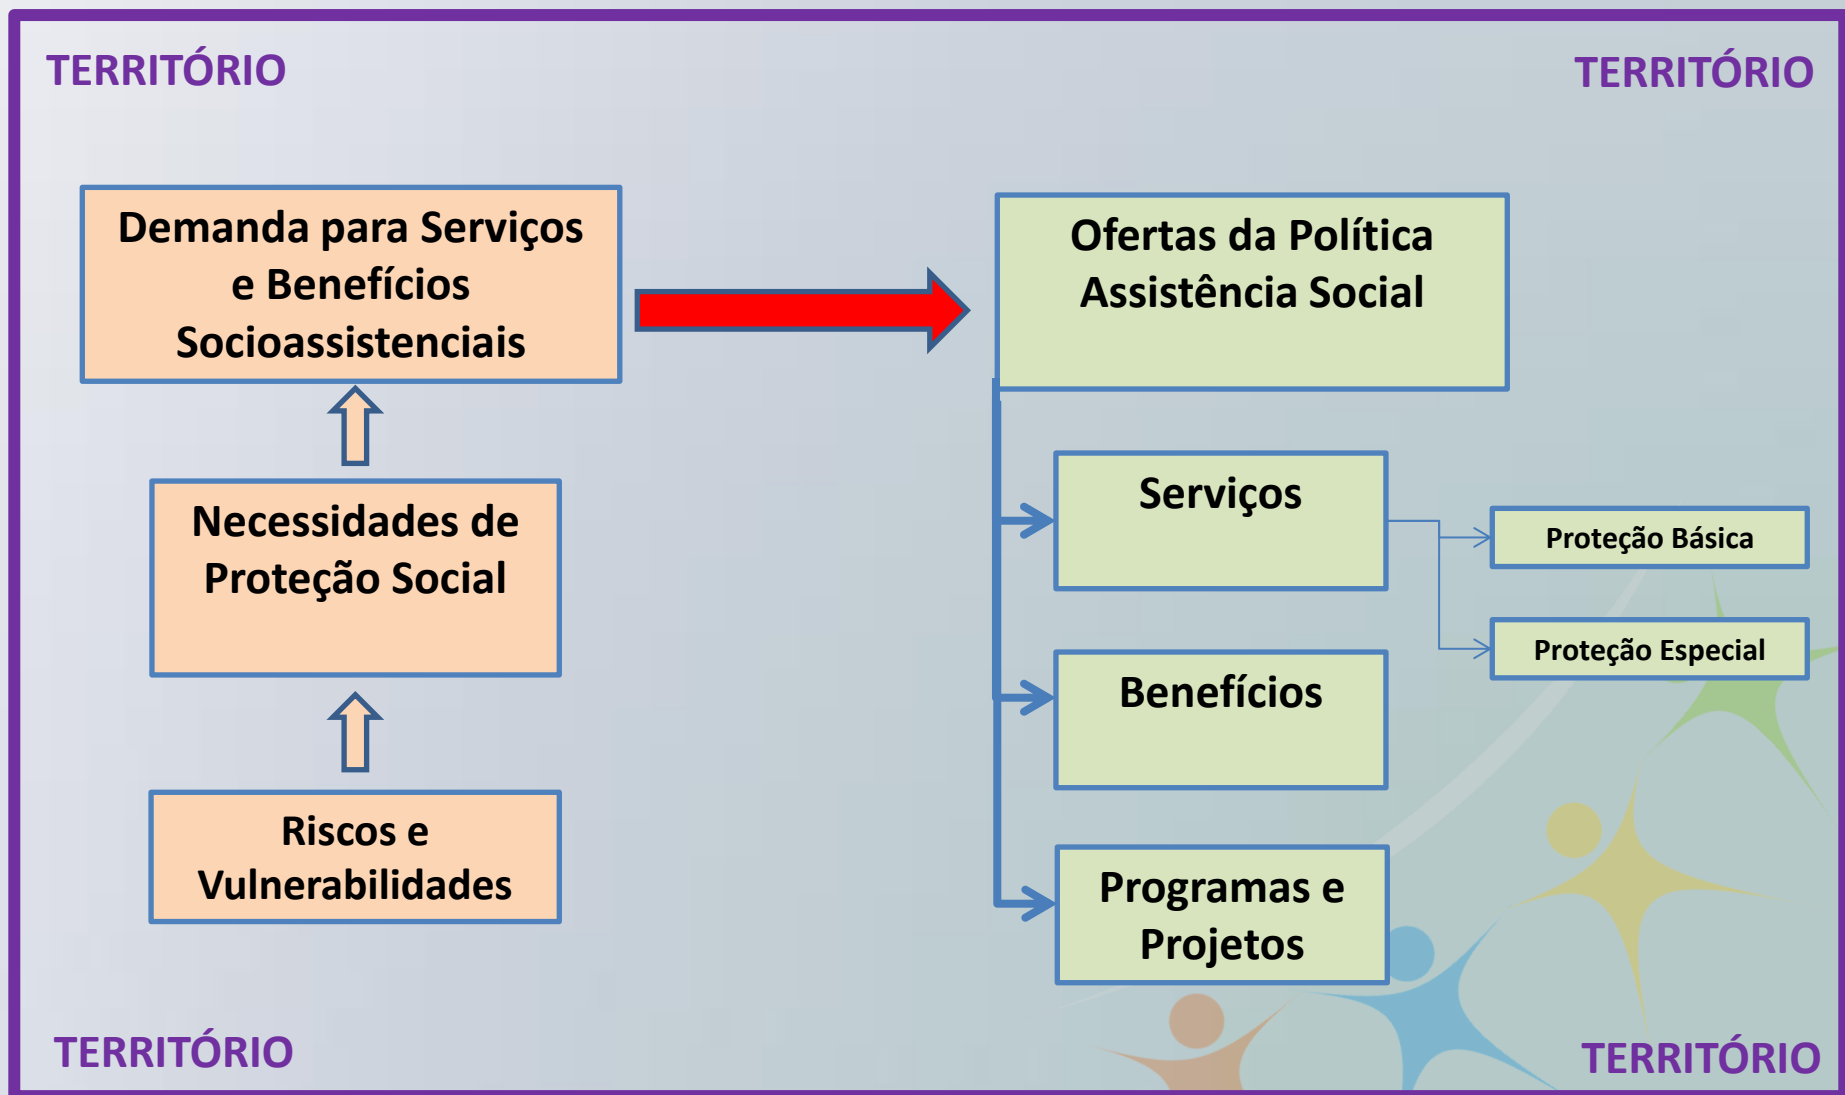 TERRITÓRIO
TERRITÓRIO
Demanda para Serviços
e Benefícios
Socioassistenciais
Ofertas da Política
Assistência Social
Necessidades de
Proteção Social
Serviços
Proteção Básica
Proteção Especial
Benefícios
Riscos e
Vulnerabilidades
Programas e
Projetos
TERRITÓRIO
TERRITÓRIO